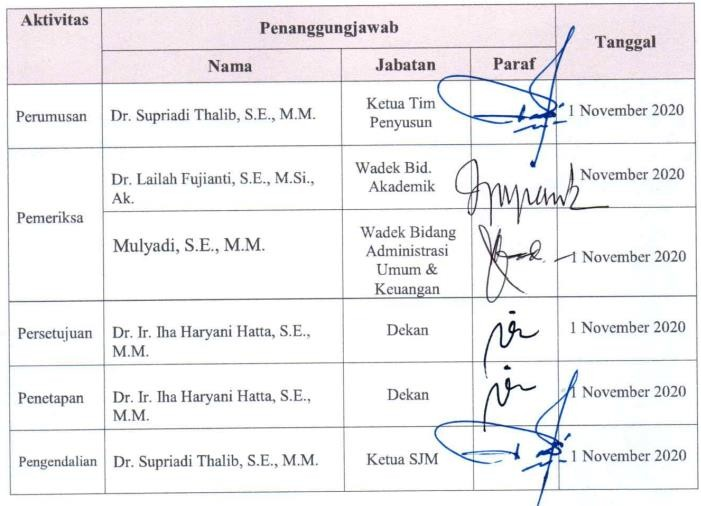 Aktivitas
Penanggungjawab
Tanggal
Nama
Jabatan
Paraf
Perumusan
Dr. Supriadi Thalib, S.E., M.M.
Ketua Tim
Penyusun
1 November 2020
Pemeriksa
Dr. Lailah Fujianti, S.E., M.Si.,
Ak.
Wadek Bid.
Akademik
November 2020
Mulyadi, S.E., M.M.
Wadek Bidang
Administrasi
Umum &
Keuangan
1 November 2020
Persetujuan
Dr. Ir. Iha Haryani Hatta, S.E.,
M.M.
Dekan
1 November 2020
Penetapan
Dr. Ir. Iha Haryani Hatta, S.E.,
M.M.
Dekan
1 November 2020
Pengendalian
Dr. Supriadi Thalib, S.E., M.M.
Ketua SJM
1 November 2020